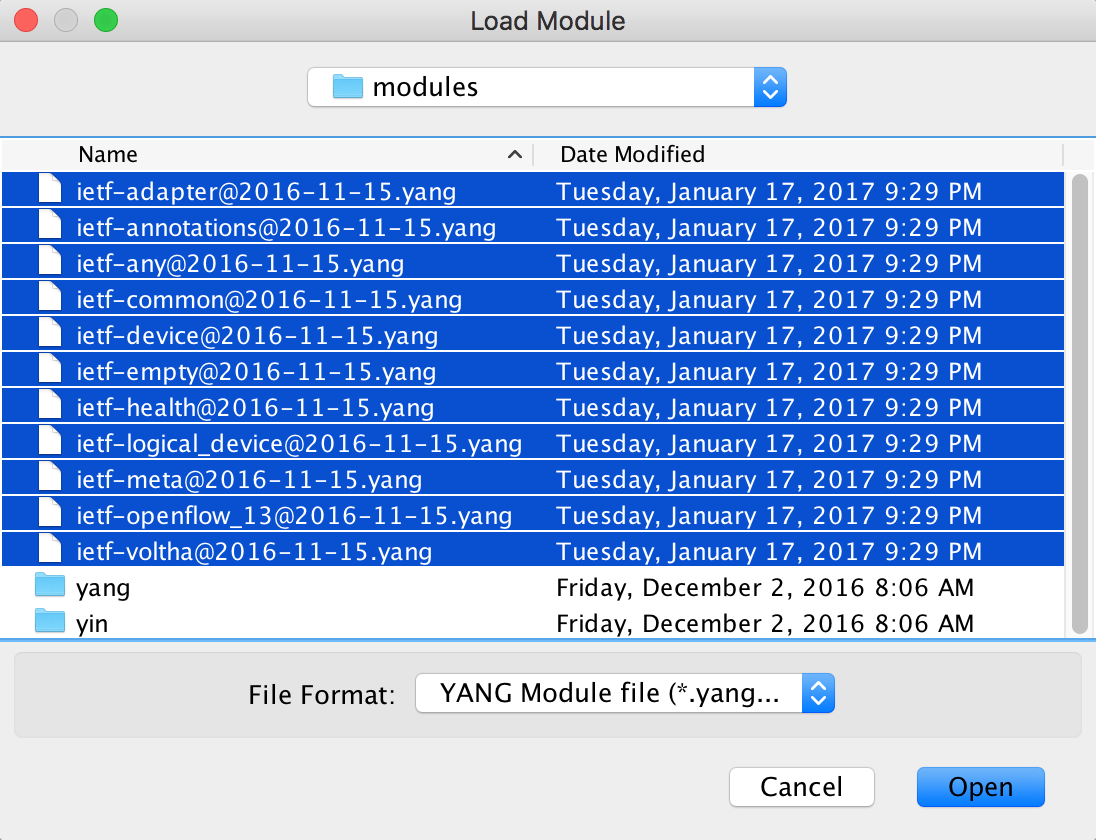 Load Module
modules
Name Date Modified
ietf-adapter@2016-11-15.yang Tuesday, January 17, 2017 9:29 PM
ietf-annotations@2016-11-15.yang Tuesday, January 17, 2017 9:29 PM
ietf-any@2016-11-15.yang Tuesday, January 17, 2017 9:29 PM
ietf-common@2016-11-15.yang Tuesday, January 17, 2017 9:29 PM
ietf-device@2016-11-15.yang Tuesday, January 17, 2017 9:29 PM
ietf-empty@2016-11-15.yang Tuesday, January 17, 2017 9:29 PM
ietf-health@2016-11-15.yang Tuesday, January 17, 2017 9:29 PM
ietf-logical_device@2016-11-15.yang Tuesday, January 17, 2017 9:29 PM
ietf-meta@2016-11-15.yang Tuesday, January 17, 2017 9:29 PM
ietf-openflow_13@2016-11-15.yang Tuesday, January 17, 2017 9:29 PM
ietf-voltha@2016-11-15.yang Tuesday, January 17, 2017 9:29 PM
yang Friday, December 2, 2016 8:06 AM
yin Friday, December 2, 2016 8:06 AM
File Format: YANG Module file (*.yang...
Cancel Open